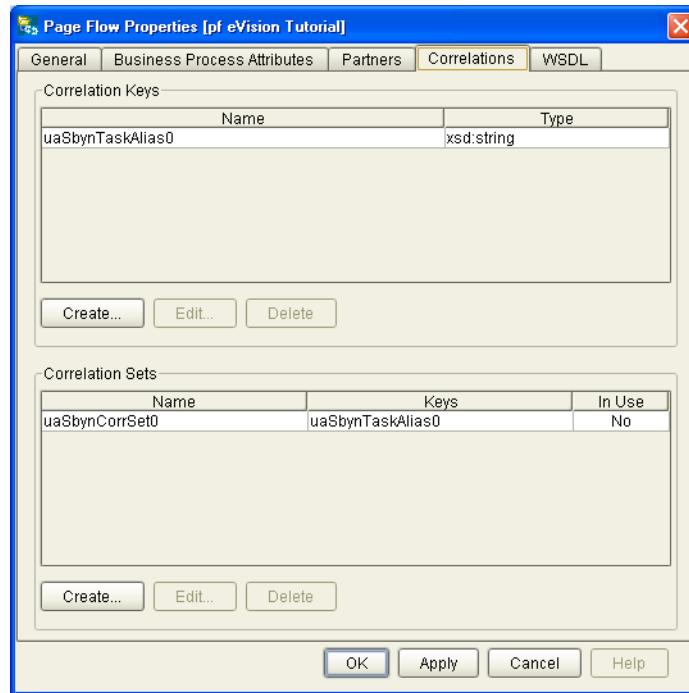 Page Flow Properties [pf eVision Tutorial]
General Business Process Attributes Partners Correlations WSDL
Correlation Keys
Name Type
uaSbynTaskAlias0 xsd:string
Create... Edit... Delete
Correlation Sets
Name Keys In Use
uaSbynCorrSet0 uaSbynTaskAlias0 No
Create... Edit... Delete
OK Apply Cancel Help